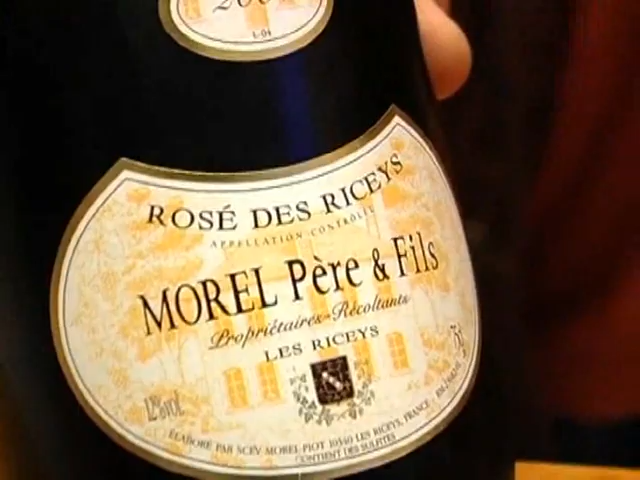 L-04
ROSÉ DES RICEYS
APPELLATION CONTRÔLÉE
MOREL Père & Fils
Propriétaires-Récoltants
LES RICEYS
12%VOL
ÉLABORÉ PAR SCEV MOREL PIOT 10340 LES RICEYS, FRANCE
CONTIENT DES SULFITES